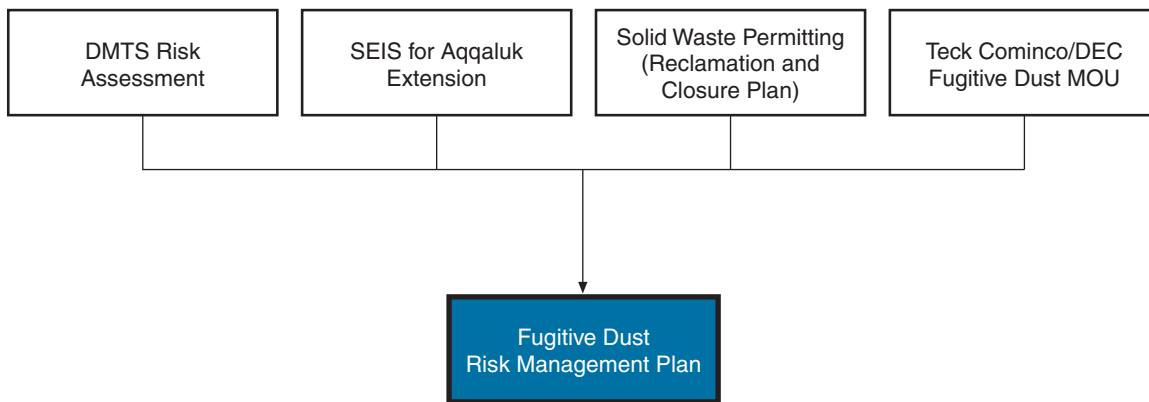 DMTS Risk
Assessment
SEIS for Aqqaluk
Extension
Solid Waste Permitting
(Reclamation and
Closure Plan)
Teck Cominco/DEC
Fugitive Dust MOU
Fugitive Dust
Risk Management Plan